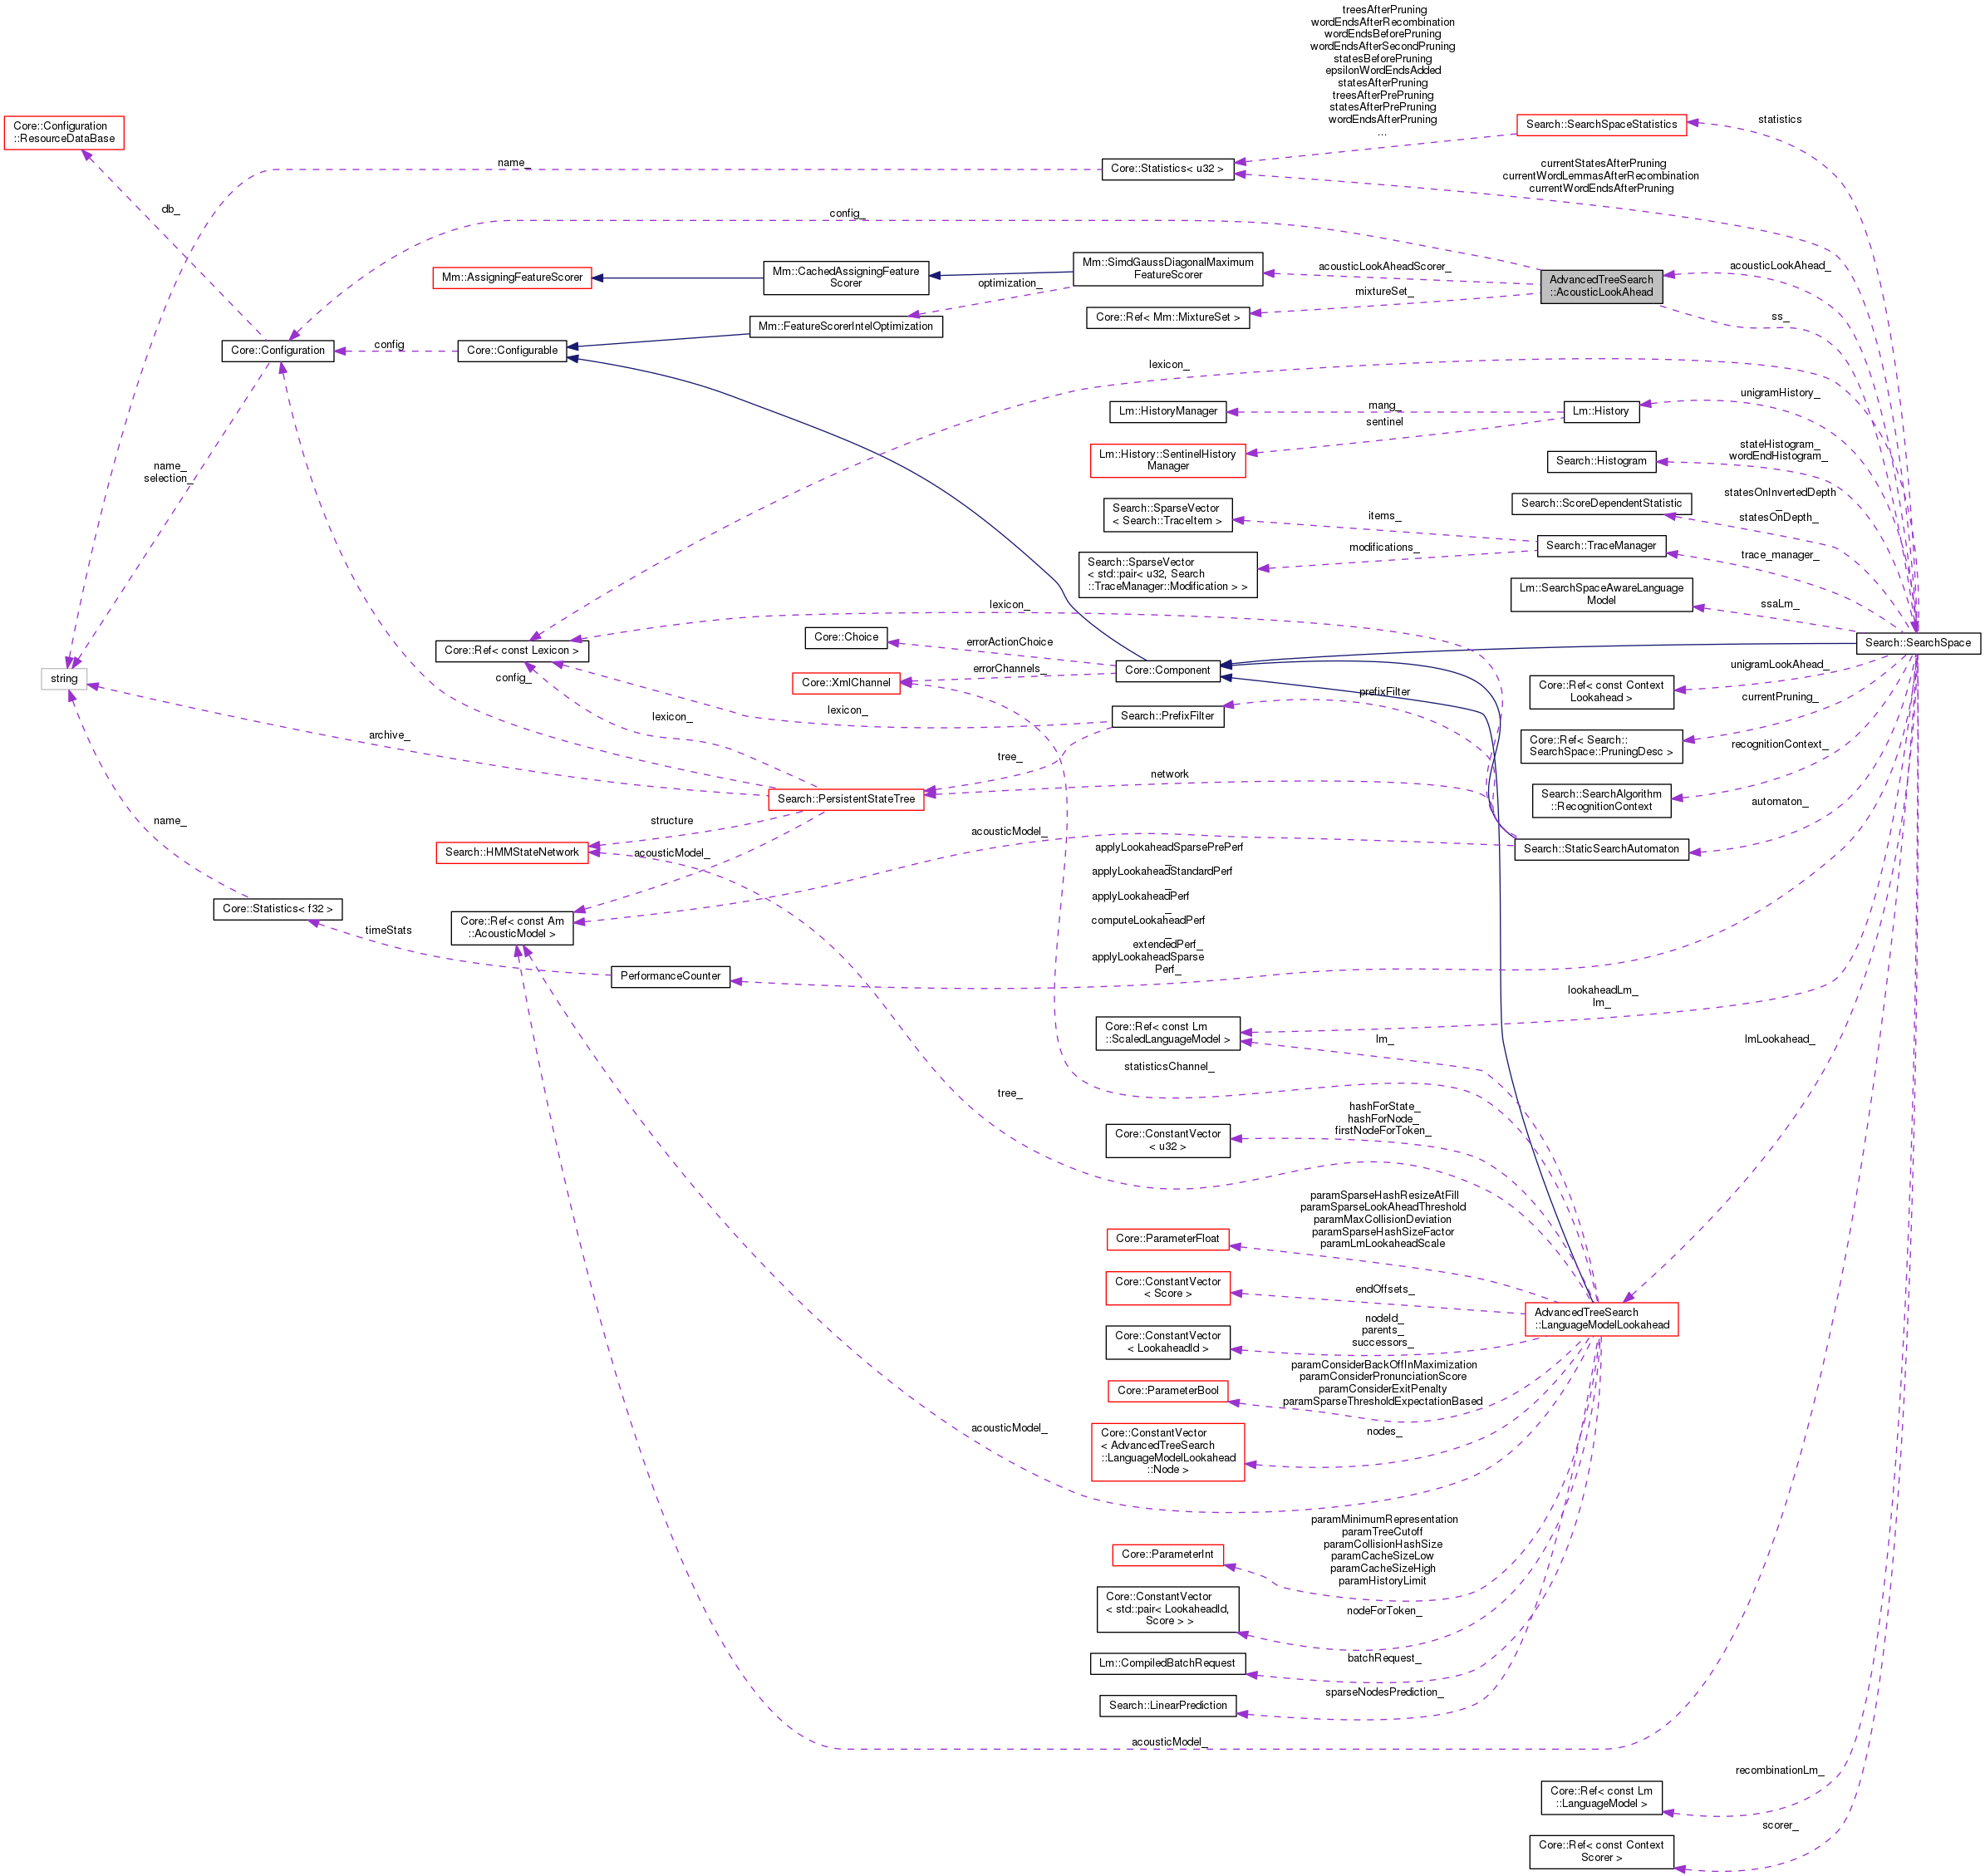 treesAfterPruning
wordEndsAfterRecombination
wordEndsBeforePruning
wordEndsAfterSecondPruning
statesBeforePruning
epsilonWordEndsAdded
statesAfterPruning
treesAfterPrePruning
statesAfterPrePruning
wordEndsAfterPruning
...
Core::Configuration
::ResourceDataBase
Search::SearchSpaceStatistics
statistics
name_
Core::Statistics< u32 >
currentStatesAfterPruning
currentWordLemmasAfterRecombination
currentWordEndsAfterPruning
db_
config_
Mm::AssigningFeatureScorer
Mm::CachedAssigningFeature
Scorer
Mm::SimdGaussDiagonalMaximum
FeatureScorer
acousticLookAheadScorer_
AdvancedTreeSearch
::AcousticLookAhead
acousticLookAhead_
optimization_
mixtureSet_
Core::Ref< Mm::MixtureSet >
ss_
Mm::FeatureScorerIntelOptimization
Core::Configuration
config
Core::Configurable
lexicon_
unigramHistory_
Lm::HistoryManager
mang_
Lm::History
sentinel
Lm::History::SentinelHistory
Manager
stateHistogram_
wordEndHistogram_
Search::Histogram
name_
selection_
Search::SparseVector
< Search::TraceItem >
items_
Search::ScoreDependentStatistic
statesOnInvertedDepth
_
statesOnDepth_
modifications_
Search::TraceManager
trace_manager_
Search::SparseVector
< std::pair< u32, Search
::TraceManager::Modification > >
Lm::SearchSpaceAwareLanguage
Model
ssaLm_
lexicon_
Core::Choice
errorActionChoice
Search::SearchSpace
Core::Ref< const Lexicon >
Core::Component
string
config_
Core::XmlChannel
errorChannels_
unigramLookAhead_
Core::Ref< const Context
Lookahead >
prefixFilter
currentPruning_
lexicon_
lexicon_
Search::PrefixFilter
archive_
Core::Ref< Search::
SearchSpace::PruningDesc >
recognitionContext_
tree_
network
Search::PersistentStateTree
Search::SearchAlgorithm
::RecognitionContext
automaton_
structure
acousticModel_
Search::HMMStateNetwork
acousticModel_
Search::StaticSearchAutomaton
name_
applyLookaheadSparsePrePerf
_
applyLookaheadStandardPerf
_
applyLookaheadPerf
_
computeLookaheadPerf
_
extendedPerf_
applyLookaheadSparse
Perf_
Core::Statistics< f32 >
timeStats
Core::Ref< const Am
::AcousticModel >
PerformanceCounter
lookaheadLm_
lm_
Core::Ref< const Lm
::ScaledLanguageModel >
lm_
lmLookahead_
statisticsChannel_
tree_
hashForState_
hashForNode_
firstNodeForToken_
Core::ConstantVector
< u32 >
paramSparseHashResizeAtFill
paramSparseLookAheadThreshold
paramMaxCollisionDeviation
paramSparseHashSizeFactor
paramLmLookaheadScale
Core::ParameterFloat
Core::ConstantVector
< Score >
endOffsets_
AdvancedTreeSearch
::LanguageModelLookahead
nodeId_
parents_
successors_
Core::ConstantVector
< LookaheadId >
paramConsiderBackOffInMaximization
paramConsiderPronunciationScore
paramConsiderExitPenalty
paramSparseThresholdExpectationBased
Core::ParameterBool
acousticModel_
nodes_
Core::ConstantVector
< AdvancedTreeSearch
::LanguageModelLookahead
::Node >
paramMinimumRepresentation
paramTreeCutoff
paramCollisionHashSize
paramCacheSizeLow
paramCacheSizeHigh
paramHistoryLimit
Core::ParameterInt
Core::ConstantVector
< std::pair< LookaheadId,
Score > >
nodeForToken_
Lm::CompiledBatchRequest
batchRequest_
Search::LinearPrediction
sparseNodesPrediction_
acousticModel_
recombinationLm_
Core::Ref< const Lm
::LanguageModel >
scorer_
Core::Ref< const Context
Scorer >